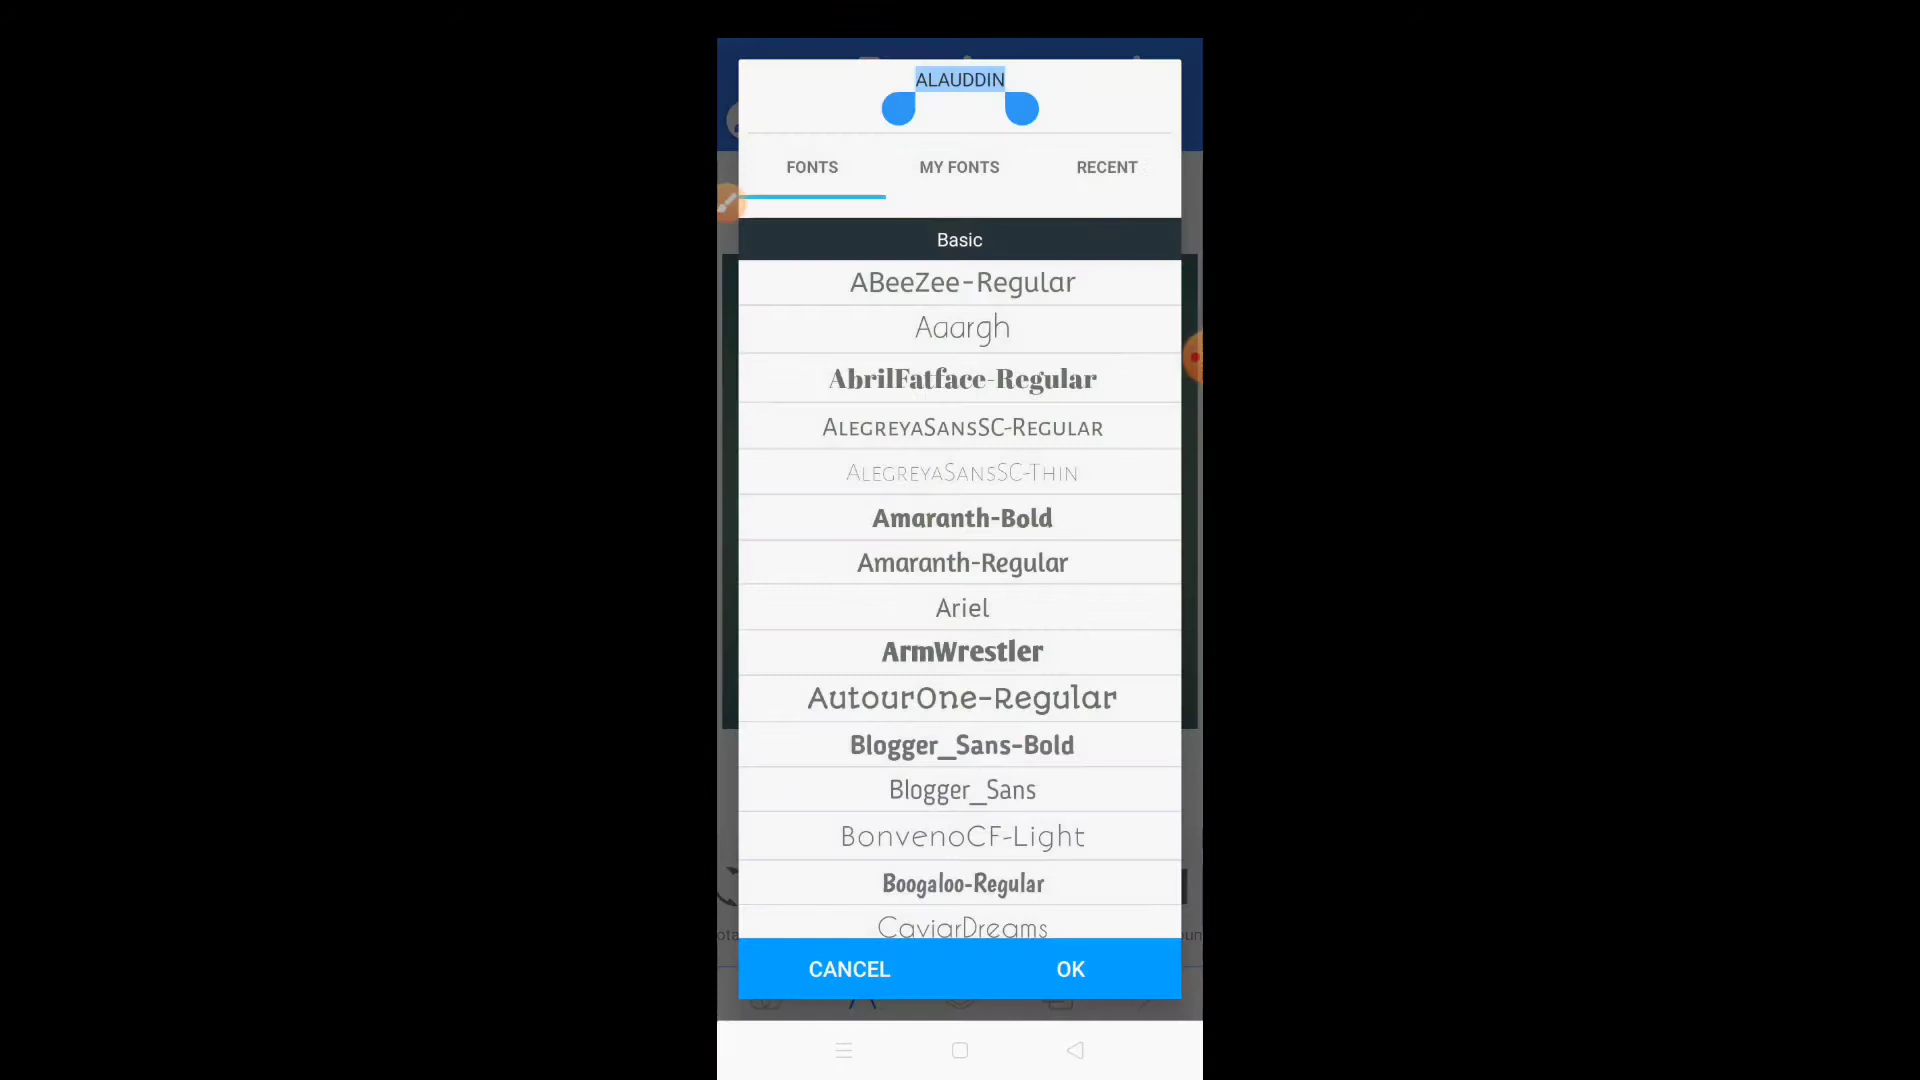 ALAUDDIN
FONTS MY FONTS RECENT
Basic
ABeeZee-Regular
Aaargh
AbrilFatface-Regular
AlegreyaSansSC-Regular
AlegreyaSansSC-Thin
Amaranth-Bold
Amaranth-Regular
Ariel
ArmWrestler
AutourOne-Regular
Blogger_Sans-Bold
Blogger_Sans
BonvenoCF-Light
Boogaloo-Regular
CaviarDreams
CANCEL OK